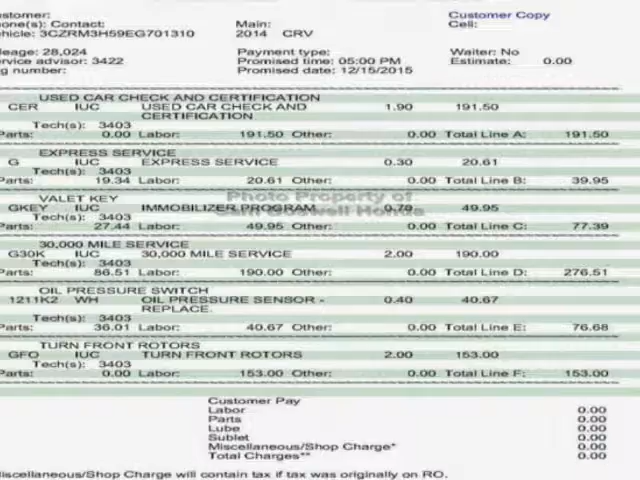 Customer Copy
Contact: Main: Cell:
3CZRM3H59EG701310 2014 CRV
28,024 Payment type: Waiter: No
advisor: 3422 Promised time: 05:00 PM Estimate: 0.00
number: Promised date: 12/15/2015
USED CAR CHECK AND CERTIFICATION
CER IUC USED CAR CHECK AND 1.90 191.50
CERTIFICATION
Tech(s): 3403
Parts: 0.00 Labor: 191.50 Other: 0.00 Total Line A: 191.50
EXPRESS SERVICE
G IUC EXPRESS SERVICE 0.30 20.61
Tech(s): 3403
Parts: 19.34 Labor: 20.61 Other: 0.00 Total Line B: 39.95
VALET KEY
Photo Property of
GKEY IUC IMMOBILIZER PROGRAM 0.70 49.95
Honda
Tech(s): 3403
Parts: 27.44 Labor: 49.95 Other: 0.00 Total Line C: 77.39
30,000 MILE SERVICE
G30K IUC 30,000 MILE SERVICE 2.00 190.00
Tech(s): 3403
Parts: 86.51 Labor: 190.00 Other: 0.00 Total Line D: 276.51
OIL PRESSURE SWITCH
1211K2 WH OIL PRESSURE SENSOR - 0.40 40.67
REPLACE.
Tech(s): 3403
Parts: 36.01 Labor: 40.67 Other: 0.00 Total Line E: 76.68
TURN FRONT ROTORS
GFO IUC TURN FRONT ROTORS 2.00 153.00
Tech(s): 3403
Parts: 0.00 Labor: 153.00 Other: 0.00 Total Line F: 153.00
Customer Pay
Labor 0.00
Parts 0.00
Lube 0.00
Sublet 0.00
Miscellaneous/Shop Charge* 0.00
Total Charges** 0.00
iscellaneous/Shop Charge will contain tax if tax was originally on RO.